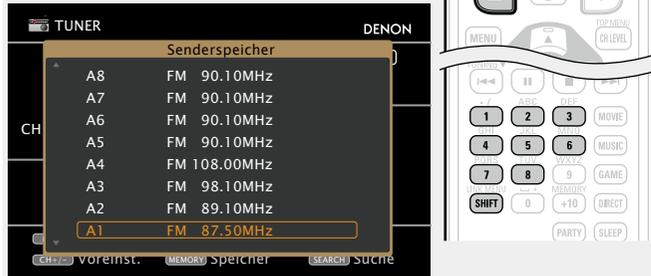 TUNER
DENON
Senderspeicher
A8 FM 90.10MHz
A7 FM 90.10MHz
A6 FM 90.10MHz
A5 FM 90.10MHz
A4 FM 108.00MHz
A3 FM 98.10MHz
A2 FM 89.10MHz
A1 FM 87.50MHz
CH
CH+/- Voreinst. MEMORY Speicher SEARCH Suche
TOP MENU
MENU CH LEVEL
TUNING
. / ABC DEF
1 2 3 MOVIE
GHI JKL MNO
4 5 6 MUSIC
PQRS TUV WXYZ
7 8 9 GAME
LINK MENU MEMORY
SHIFT 0 +10 DIRECT
PARTY SLEEP